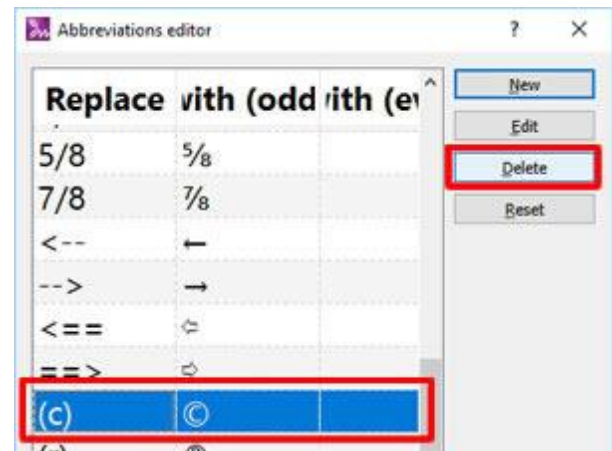 Abbreviations editor
?
Replace with (odd with (ev
New
Edit
Delete
Reset
5/8 ⅝
7/8 ⅞
<-- ←
--> →
<== ⇦
==> ⇨
(c) ©